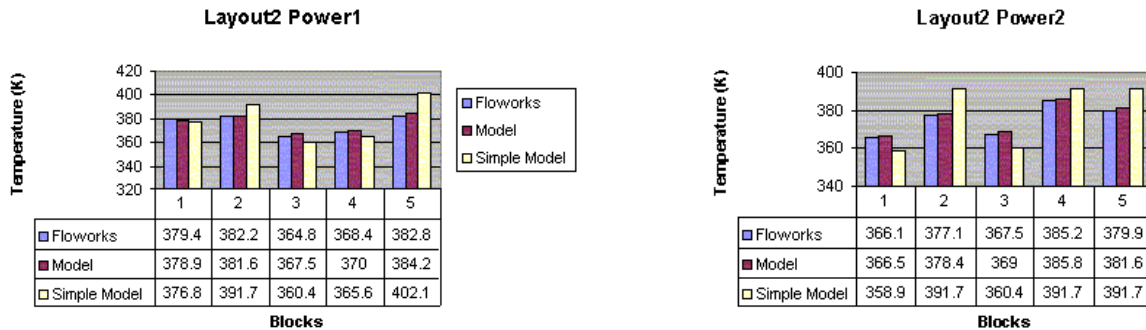 Layout2 Power1
Temperature (K)
420
400
380
360
340
320
1 2 3 4 5
Floworks 379.4 382.2 364.8 368.4 382.8
Model 378.9 381.6 367.5 370 384.2
Simple Model 376.8 391.7 360.4 365.6 402.1
Blocks
Floworks
Model
Simple Model
Layout2 Power2
Temperature (K)
400
380
360
340
1 2 3 4 5
Floworks 366.1 377.1 367.5 385.2 379.9
Model 366.5 378.4 369 385.8 381.6
Simple Model 358.9 391.7 360.4 391.7 391.7
Blocks